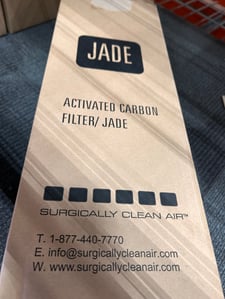 JADE
ACTIVATED CARBON
FILTER/ JADE
SURGICALLY CLEAN AIR™
T. 1-877-440-7770
E. info@surgicallycleanair.com
W. www.surgicallycleanair.com